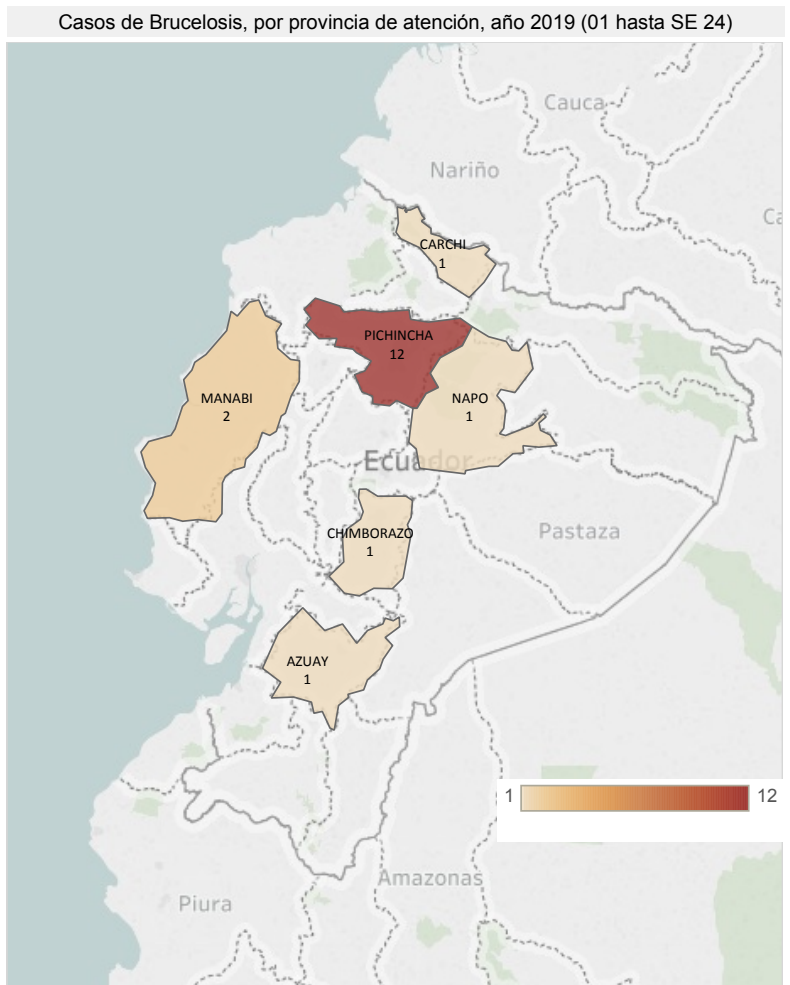 Casos de Brucelosis, por provincia de atención, año 2019 (01 hasta SE 24)
Cauca
Nariño
Ca
CARCHI
1
PICHINCHA
12
MANABI
2
NAPO
1
Ecuador
CHIMBORAZO
1
Pastaza
AZUAY
1
1
12
Amazonas
Piura